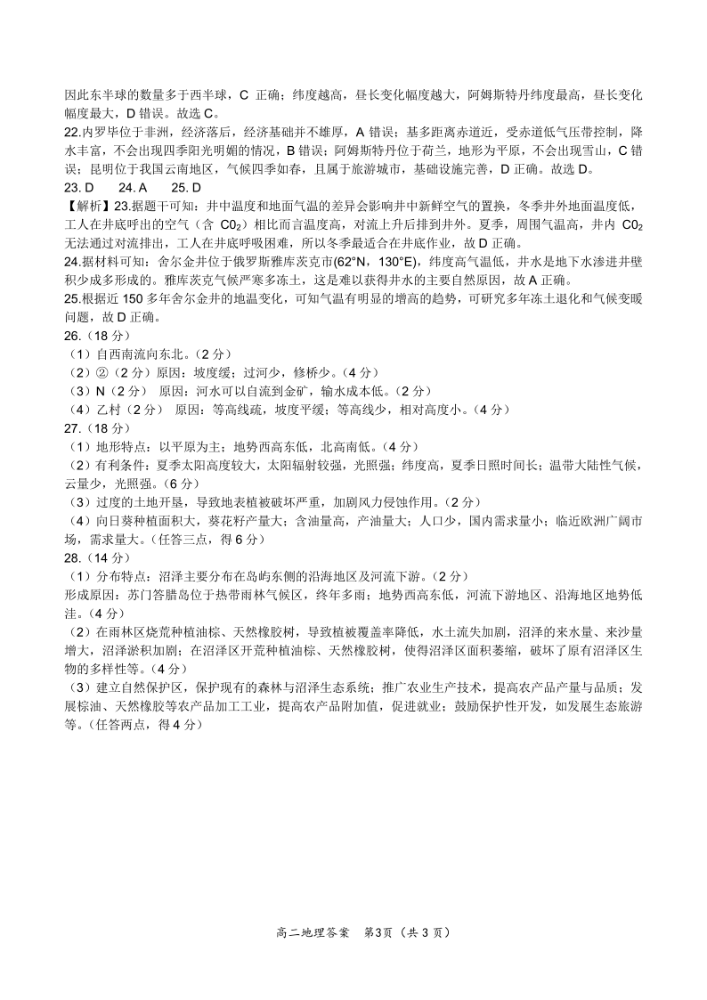 因此东半球的数量多于西半球，C 正确；纬度越高，昼长变化幅度越大，阿姆斯特丹纬度最高，昼长变化
幅度最大，D 错误。故选 C。
22.内罗毕位于非洲，经济落后，经济基础并不雄厚，A 错误；基多距离赤道近，受赤道低气压带控制，降
水丰富，不会出现四季阳光明媚的情况，B 错误；阿姆斯特丹位于荷兰，地形为平原，不会出现雪山，C 错
误；昆明位于我国云南地区，气候四季如春，且属于旅游城市，基础设施完善，D 正确。故选 D。
23. D 24. A 25. D
【解析】23.据题干可知：井中温度和地面气温的差异会影响井中新鲜空气的置换，冬季井外地面温度低，
工人在井底呼出的空气（含 C0₂）相比而言温度高，对流上升后排到井外。夏季，周围气温高，井内 C0₂
无法通过对流排出，工人在井底呼吸困难，所以冬季最适合在井底作业，故 D 正确。
24.据材料可知：舍尔金井位于俄罗斯雅库茨克市(62°N，130°E)，纬度高气温低，井水是地下水渗进井壁
积少成多形成的。雅库茨克气候严寒多冻土，这是难以获得井水的主要自然原因，故 A 正确。
25.根据近 150 多年舍尔金井的地温变化，可知气温有明显的增高的趋势，可研究多年冻土退化和气候变暖
问题，故 D 正确。
26.（18 分）
（1）自西南流向东北。（2 分）
（2）②（2 分）原因：坡度缓；过河少，修桥少。（4 分）
（3）N（2 分） 原因：河水可以自流到金矿，输水成本低。（2 分）
（4）乙村（2 分） 原因：等高线疏，坡度平缓；等高线少，相对高度小。（4 分）
27.（18 分）
（1）地形特点：以平原为主；地势西高东低，北高南低。（4 分）
（2）有利条件：夏季太阳高度较大，太阳辐射较强，光照强；纬度高，夏季日照时间长；温带大陆性气候，
云量少，光照强。（6 分）
（3）过度的土地开垦，导致地表植被破坏严重，加剧风力侵蚀作用。（2 分）
（4）向日葵种植面积大，葵花籽产量大；含油量高，产油量大；人口少，国内需求量小；临近欧洲广阔市
场，需求量大。（任答三点，得 6 分）
28.（14 分）
（1）分布特点：沼泽主要分布在岛屿东侧的沿海地区及河流下游。（2 分）
形成原因：苏门答腊岛位于热带雨林气候区，终年多雨；地势西高东低，河流下游地区、沿海地区地势低
洼。（4 分）
（2）在雨林区烧荒种植油棕、天然橡胶树，导致植被覆盖率降低，水土流失加剧，沼泽的来水量、来沙量
增大，沼泽淤积加剧；在沼泽区开荒种植油棕、天然橡胶树，使得沼泽区面积萎缩，破坏了原有沼泽区生
物的多样性等。（4 分）
（3）建立自然保护区，保护现有的森林与沼泽生态系统；推广农业生产技术，提高农产品产量与品质；发
展棕油、天然橡胶等农产品加工工业，提高农产品附加值，促进就业；鼓励保护性开发，如发展生态旅游
等。（任答两点，得 4 分）
高二地理答案 第3页（共 3 页）